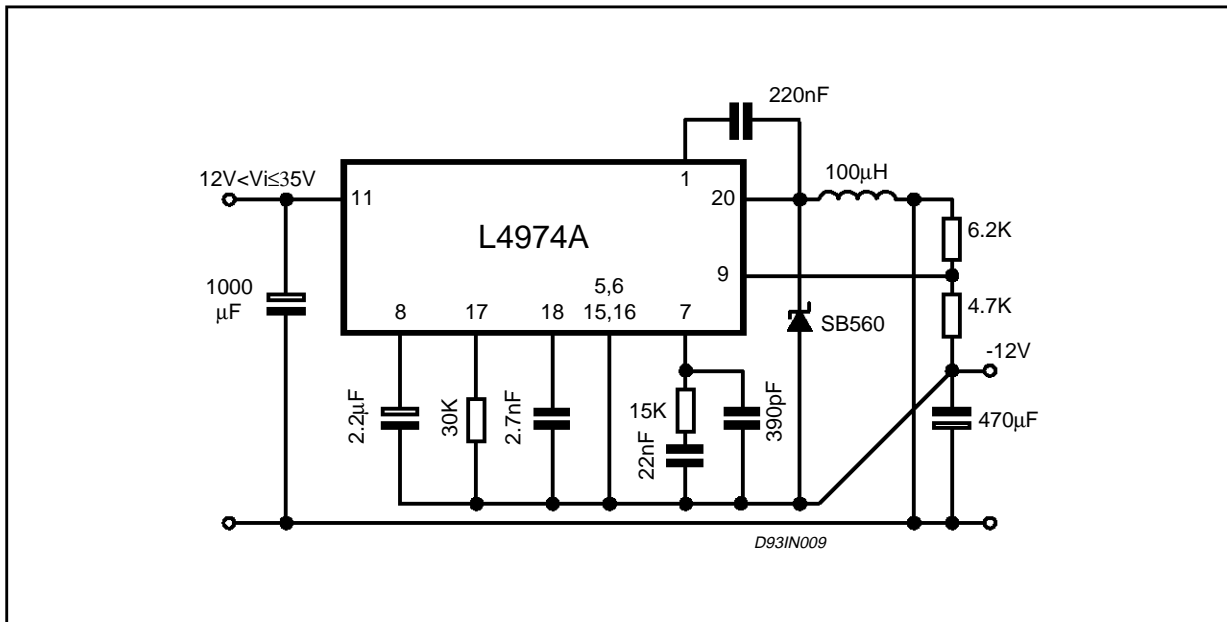 220nF
12V<Vi≤35V
100μH
11
1
20
L4974A
6.2K
9
1000
μF
5,6
8
17
18
15,16
7
SB560
4.7K
-12V
2.2μF
30K
2.7nF
15K
22nF
390pF
470μF
D93IN009